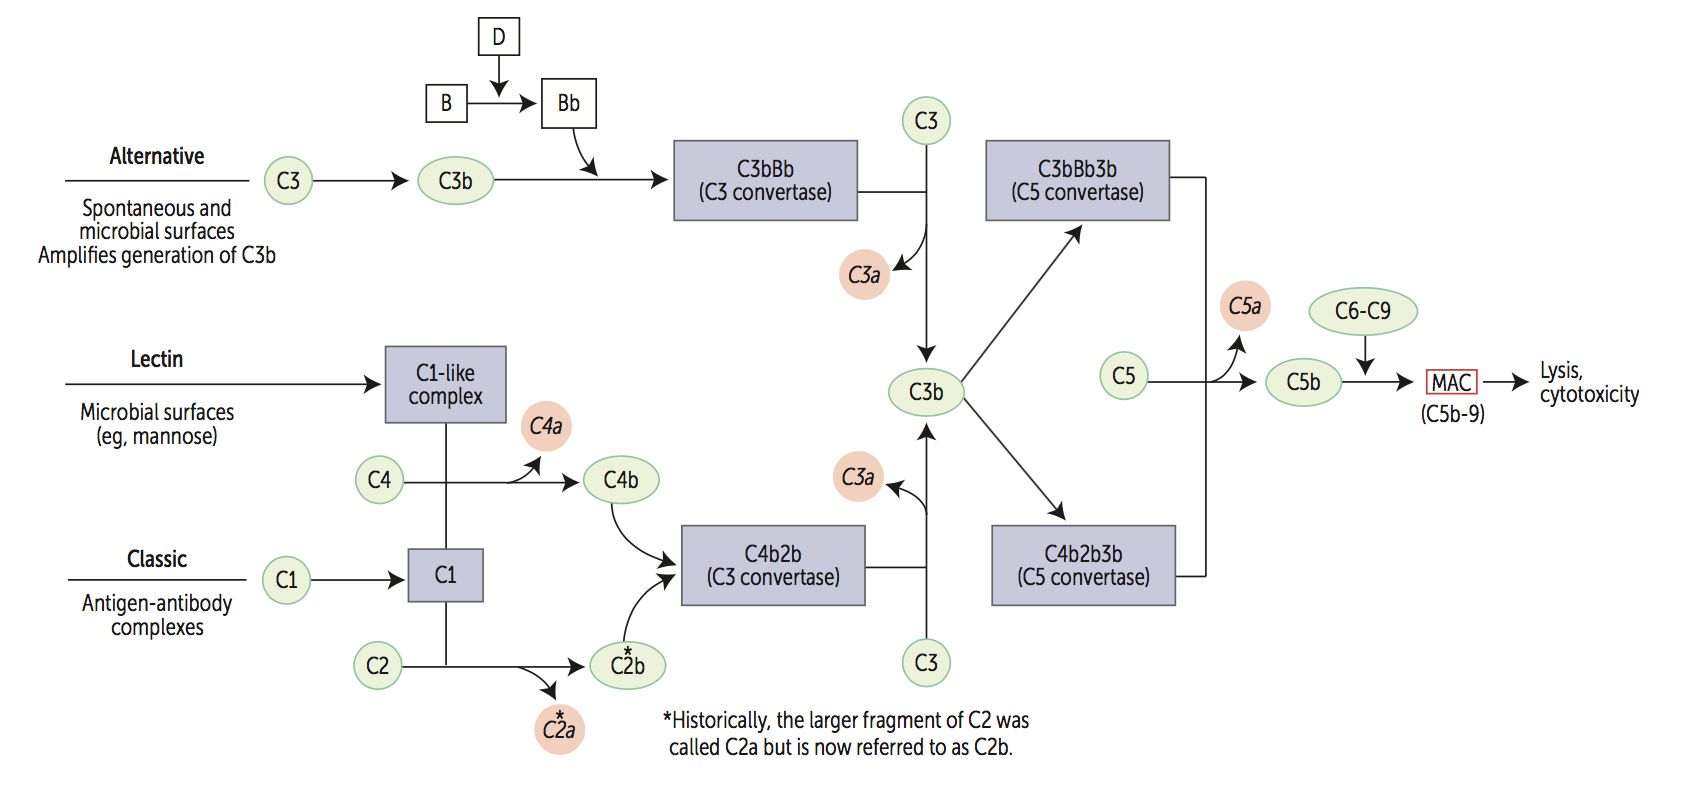 D
B
Bb
Alternative
C3
C3b
C3bBb
(C3 convertase)
C3
C3bBb3b
(C5 convertase)
Spontaneous and
microbial surfaces
Amplifies generation of C3b
C3a
C5a
C6-C9
Lectin
C1-like
complex
C3b
C5
C5b
MAC
(C5b-9)
Lysis,
cytotoxicity
Microbial surfaces
(eg, mannose)
C4a
C4
C4b
C3a
Classic
C1
C1
C4b2b
(C3 convertase)
C4b2b3b
(C5 convertase)
Antigen-antibody
complexes
C2
*
C2b
C3
*
C2a
*Historically, the larger fragment of C2 was
called C2a but is now referred to as C2b.